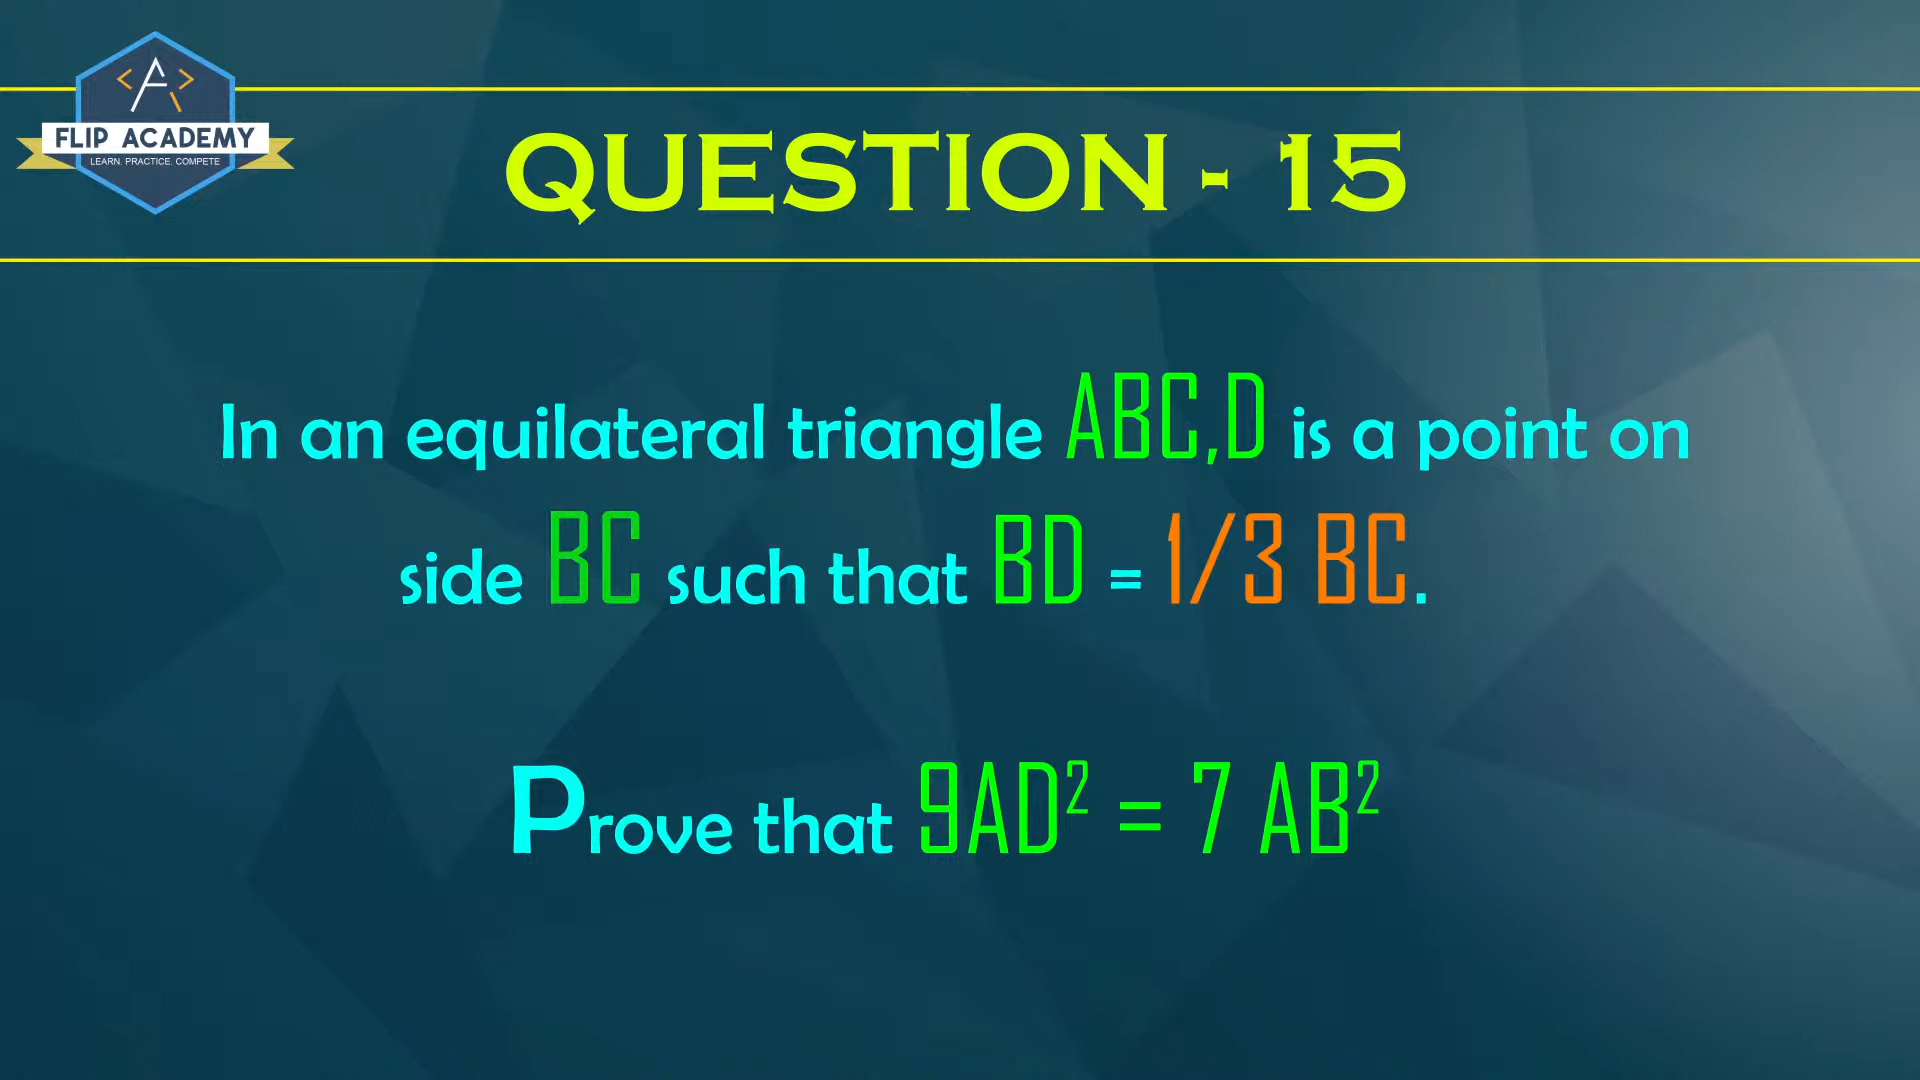 FLIP ACADEMY
LEARN. PRACTICE. COMPETE
QUESTION - 15
In an equilateral triangle ABC,D is a point on
side BC such that BD = 1/3 BC.
Prove that 9AD² = 7 AB²